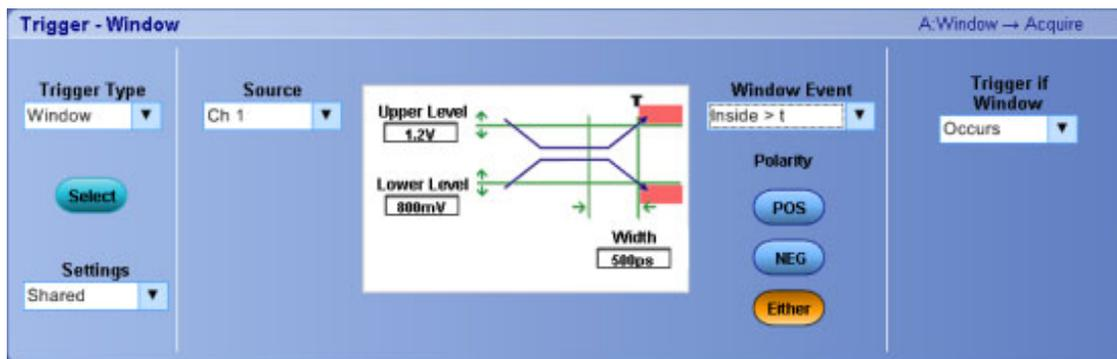 Trigger - Window
A:Window → Acquire
Trigger Type
Window
Select
Settings
Shared
Source
Ch 1
T
Upper Level
1.2V
Lower Level
800mV
Width
500ps
Window Event
Inside > t
Polarity
POS
NEG
Either
Trigger if
Window
Occurs